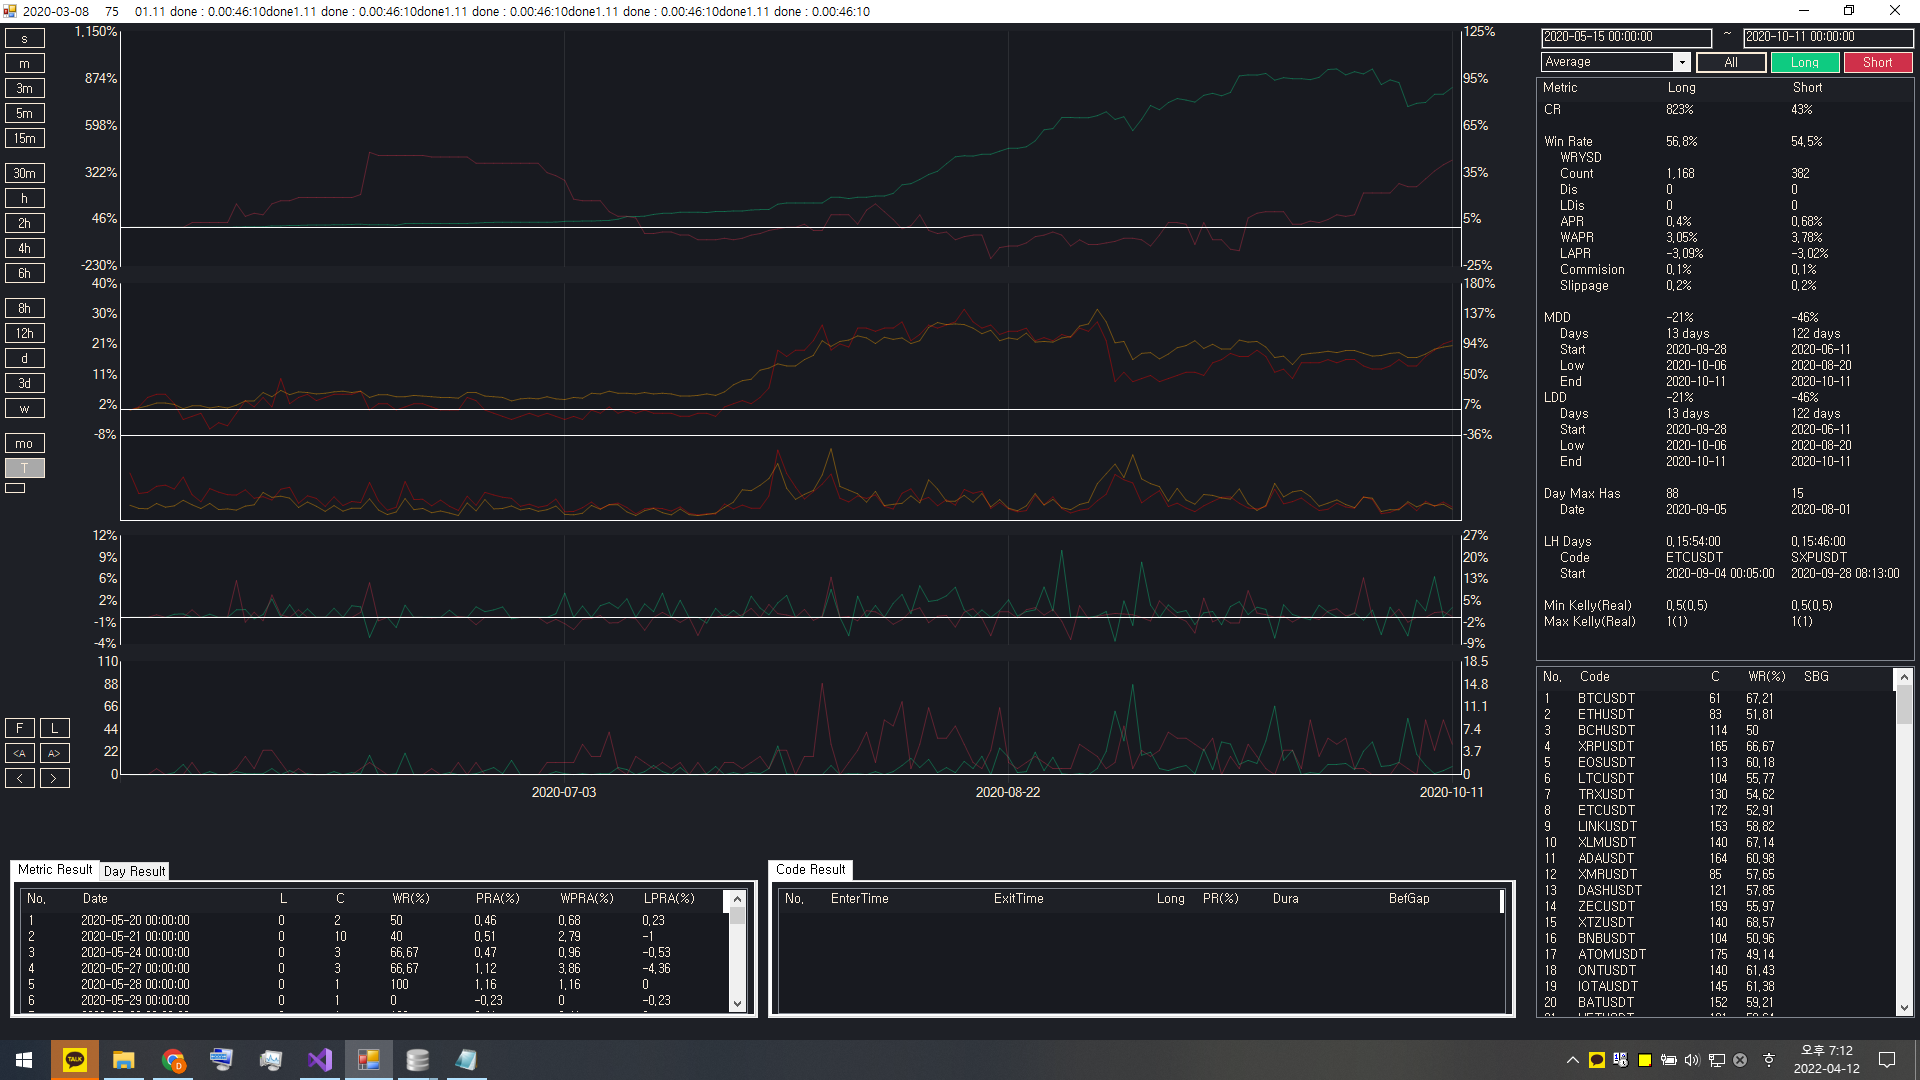 2020-03-08 75 01.11 done : 0.00:46:10done1.11 done : 0.00:46:10done1.11 done : 0.00:46:10done1.11 done : 0.00:46:10done1.11 done : 0.00:46:10
s
m
3m
5m
15m
30m
h
2h
4h
6h
8h
12h
d
3d
w
mo
T
F L
<A A>
< >
1,150% 125%
874% 95%
598% 65%
322% 35%
46% 5%
-230% -25%
40% 180%
30% 137%
21% 94%
11% 50%
2% 7%
-8% -36%
12% 27%
9% 20%
6% 13%
2% 5%
-1% -2%
-4% -9%
110 18.5
88 14.8
66 11.1
44 7.4
22 3.7
0 0
2020-07-03 2020-08-22 2020-10-11
2020-05-15 00:00:00 ~ 2020-10-11 00:00:00
Average All Long Short
Metric Long Short
CR 823% 43%
Win Rate 56.8% 54.5%
WRYSD
Count 1,168 382
Dis 0 0
LDis 0 0
APR 0.4% 0.68%
WAPR 3.05% 3.78%
LAPR -3.09% -3.02%
Commision 0.1% 0.1%
Slippage 0.2% 0.2%
MDD -21% -46%
Days 13 days 122 days
Start 2020-09-28 2020-06-11
Low 2020-10-06 2020-08-20
End 2020-10-11 2020-10-11
LDD -21% -46%
Days 13 days 122 days
Start 2020-09-28 2020-06-11
Low 2020-10-06 2020-08-20
End 2020-10-11 2020-10-11
Day Max Has 88 15
Date 2020-09-05 2020-08-01
LH Days 0.15:54:00 0.15:46:00
Code ETCUSDT SXPUSDT
Start 2020-09-04 00:05:00 2020-09-28 08:13:00
Min Kelly(Real) 0.5(0.5) 0.5(0.5)
Max Kelly(Real) 1(1) 1(1)
No. Code C WR(%) SBG
1 BTCUSDT 61 67.21
2 ETHUSDT 83 51.81
3 BCHUSDT 114 50
4 XRPUSDT 165 66.67
5 EOSUSDT 113 60.18
6 LTCUSDT 104 55.77
7 TRXUSDT 130 54.62
8 ETCUSDT 172 52.91
9 LINKUSDT 153 58.82
10 XLMUSDT 140 67.14
11 ADAUSDT 164 60.98
12 XMRUSDT 85 57.65
13 DASHUSDT 121 57.85
14 ZECUSDT 159 55.97
15 XTZUSDT 140 68.57
16 BNBUSDT 104 50.96
17 ATOMUSDT 175 49.14
18 ONTUSDT 140 61.43
19 IOTAUSDT 145 61.38
20 BATUSDT 152 59.21
Metric Result Day Result
No. Date L C WR(%) PRA(%) WPRA(%) LPRA(%)
1 2020-05-20 00:00:00 0 2 50 0.46 0.68 0.23
2 2020-05-21 00:00:00 0 10 40 0.51 2.79 -1
3 2020-05-24 00:00:00 0 3 66.67 0.47 0.96 -0.53
4 2020-05-27 00:00:00 0 3 66.67 1.12 3.86 -4.36
5 2020-05-28 00:00:00 0 1 100 1.16 1.16 0
6 2020-05-29 00:00:00 0 1 0 -0.23 0 -0.23
Code Result
No. EnterTime ExitTime Long PR(%) Dura BefGap
TALK
오후 7:12
2022-04-12